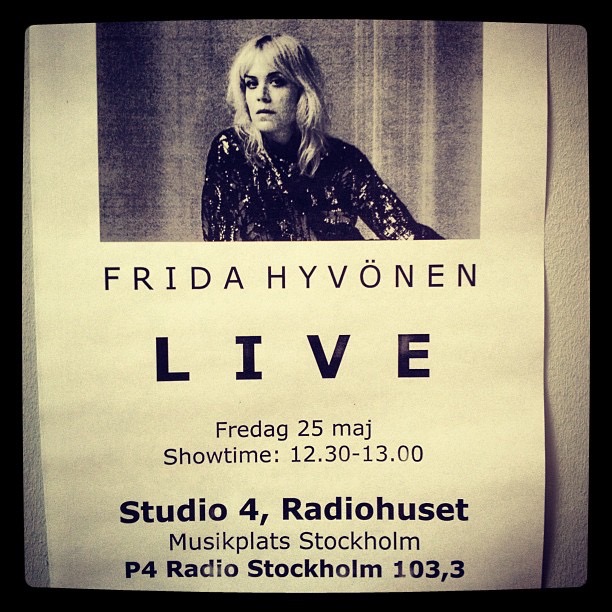 FRIDA HYVÖNEN
LIVE
Fredag 25 maj
Showtime: 12.30-13.00
Studio 4, Radiohuset
Musikplats Stockholm
P4 Radio Stockholm 103,3